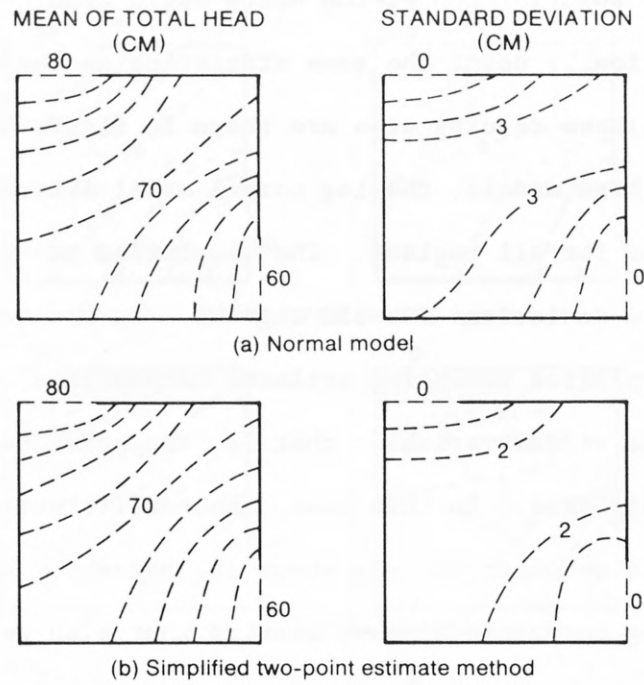 MEAN OF TOTAL HEAD
(CM)
STANDARD DEVIATION
(CM)
80
0
3
70
3
60
0
(a) Normal model
80
0
2
70
2
60
0
(b) Simplified two-point estimate method